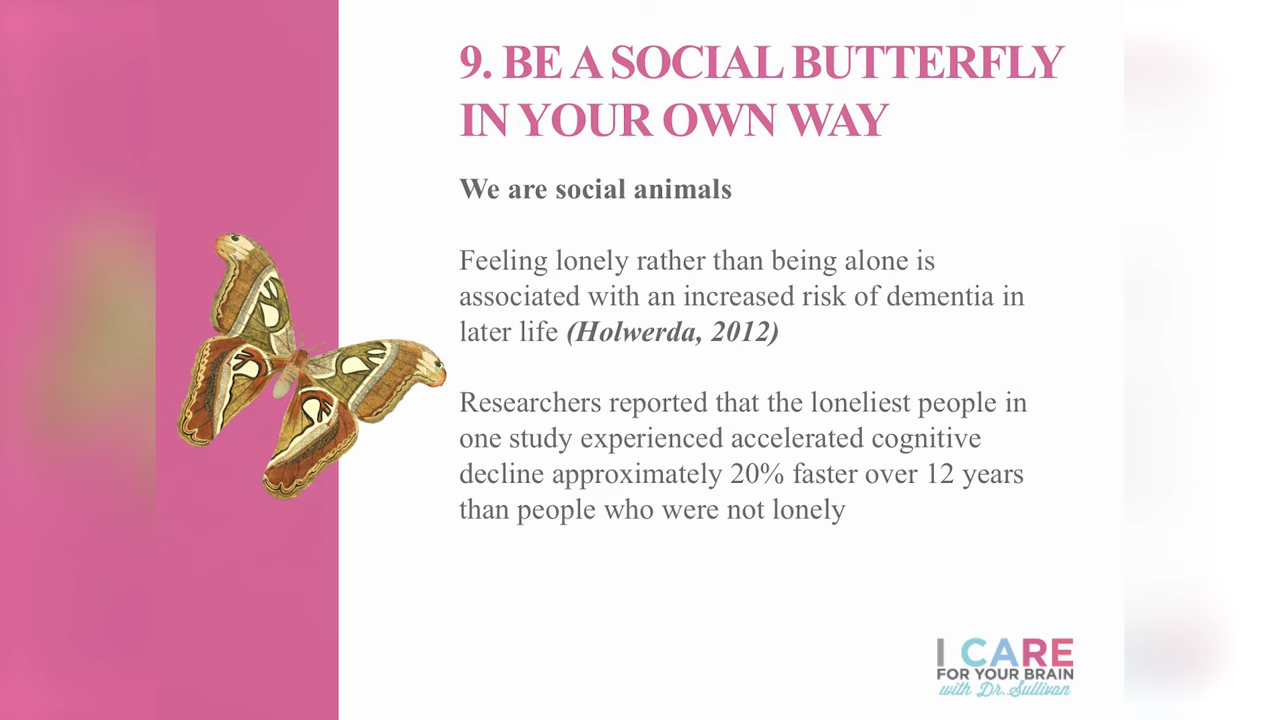 9. BE A SOCIAL BUTTERFLY
IN YOUR OWN WAY
We are social animals
Feeling lonely rather than being alone is
associated with an increased risk of dementia in
later life (Holwerda, 2012)
Researchers reported that the loneliest people in
one study experienced accelerated cognitive
decline approximately 20% faster over 12 years
than people who were not lonely
I CARE
FOR YOUR BRAIN
with Dr. Sullivan